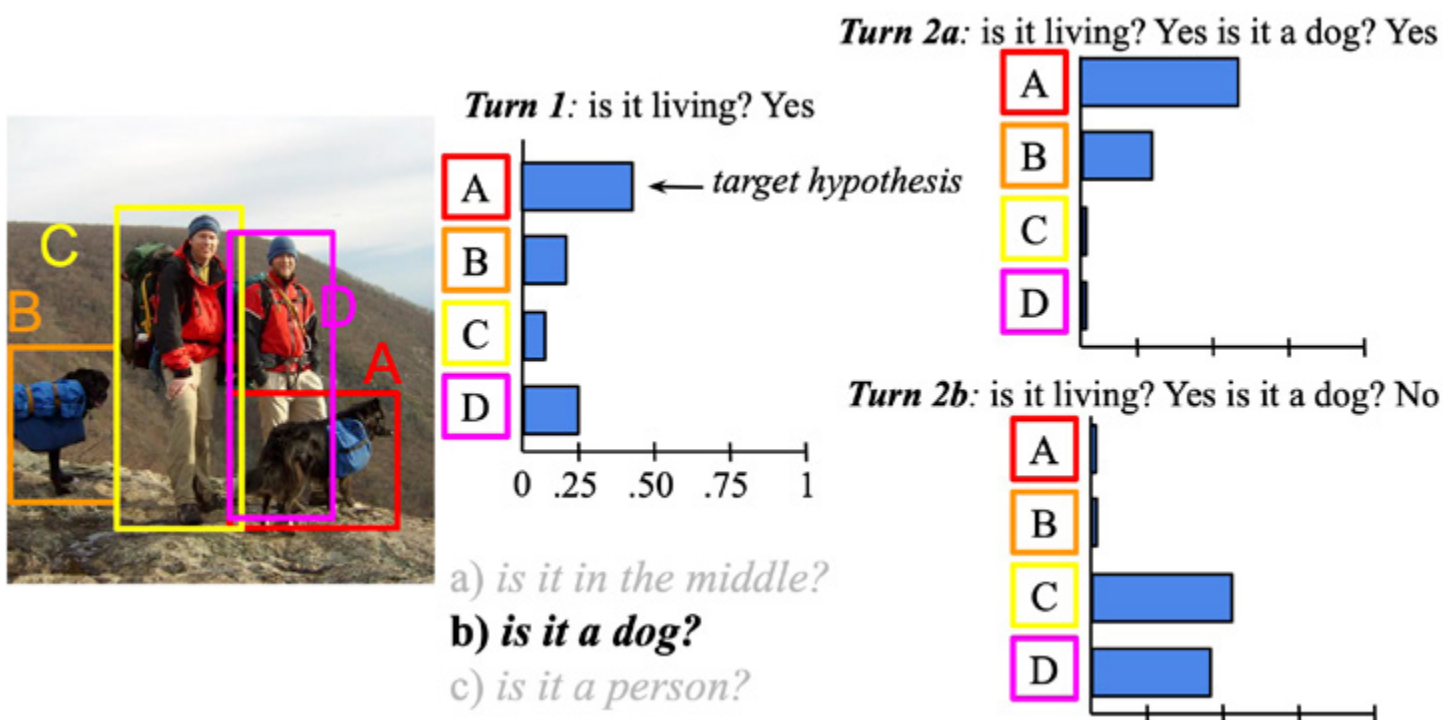 C
B
D
A
Turn 1: is it living? Yes
A
← target hypothesis
B
C
D
0 .25 .50 .75 1
a) is it in the middle?
b) is it a dog?
c) is it a person?
Turn 2a: is it living? Yes is it a dog? Yes
A
B
C
D
Turn 2b: is it living? Yes is it a dog? No
A
B
C
D